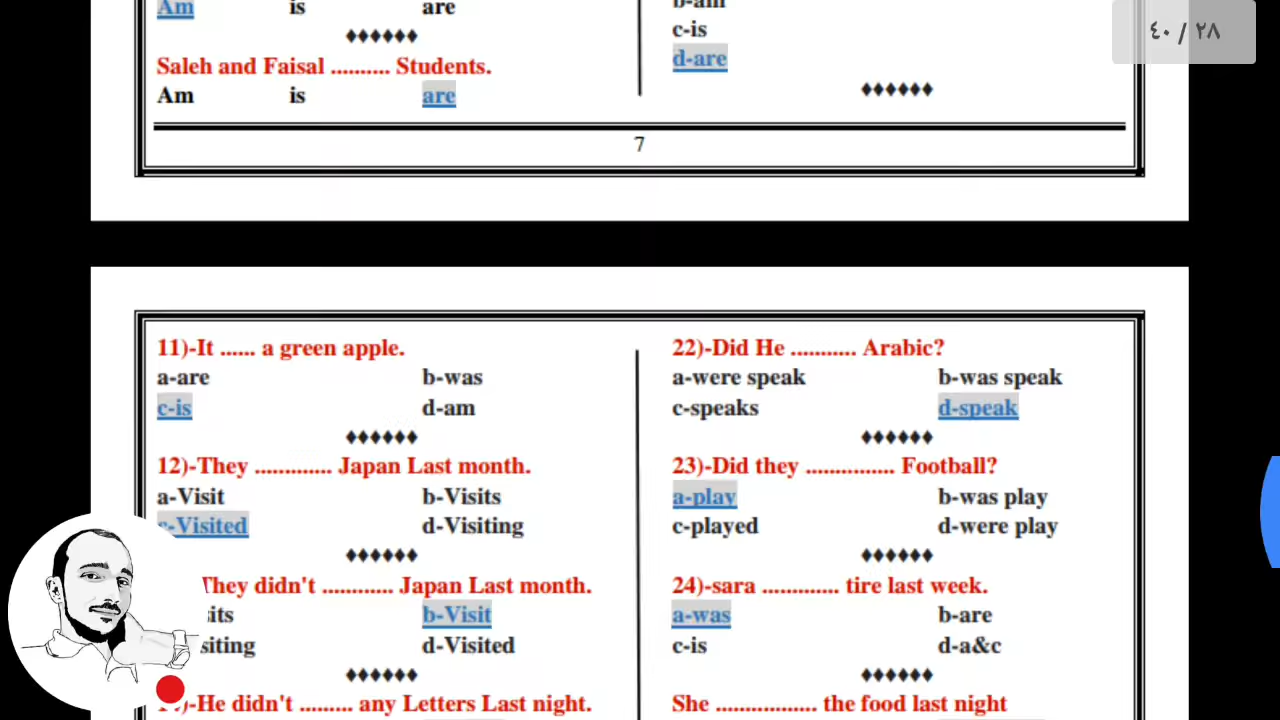 ٢٨ / ٤٠
Am is are
♦♦♦♦♦♦
Saleh and Faisal .......... Students.
Am is are
b-am
c-is
d-are
♦♦♦♦♦♦
7
11)-It ...... a green apple.
a-are b-was
c-is d-am
♦♦♦♦♦♦
12)-They ............. Japan Last month.
a-Visit b-Visits
c-Visited d-Visiting
♦♦♦♦♦♦
They didn't ............ Japan Last month.
b-Visit
d-Visited
♦♦♦♦♦♦
-He didn't ......... any Letters Last night.
22)-Did He ........... Arabic?
a-were speak b-was speak
c-speaks d-speak
♦♦♦♦♦♦
23)-Did they ............... Football?
a-play b-was play
c-played d-were play
♦♦♦♦♦♦
24)-sara ............. tire last week.
a-was b-are
c-is d-a&c
♦♦♦♦♦♦
She ................. the food last night